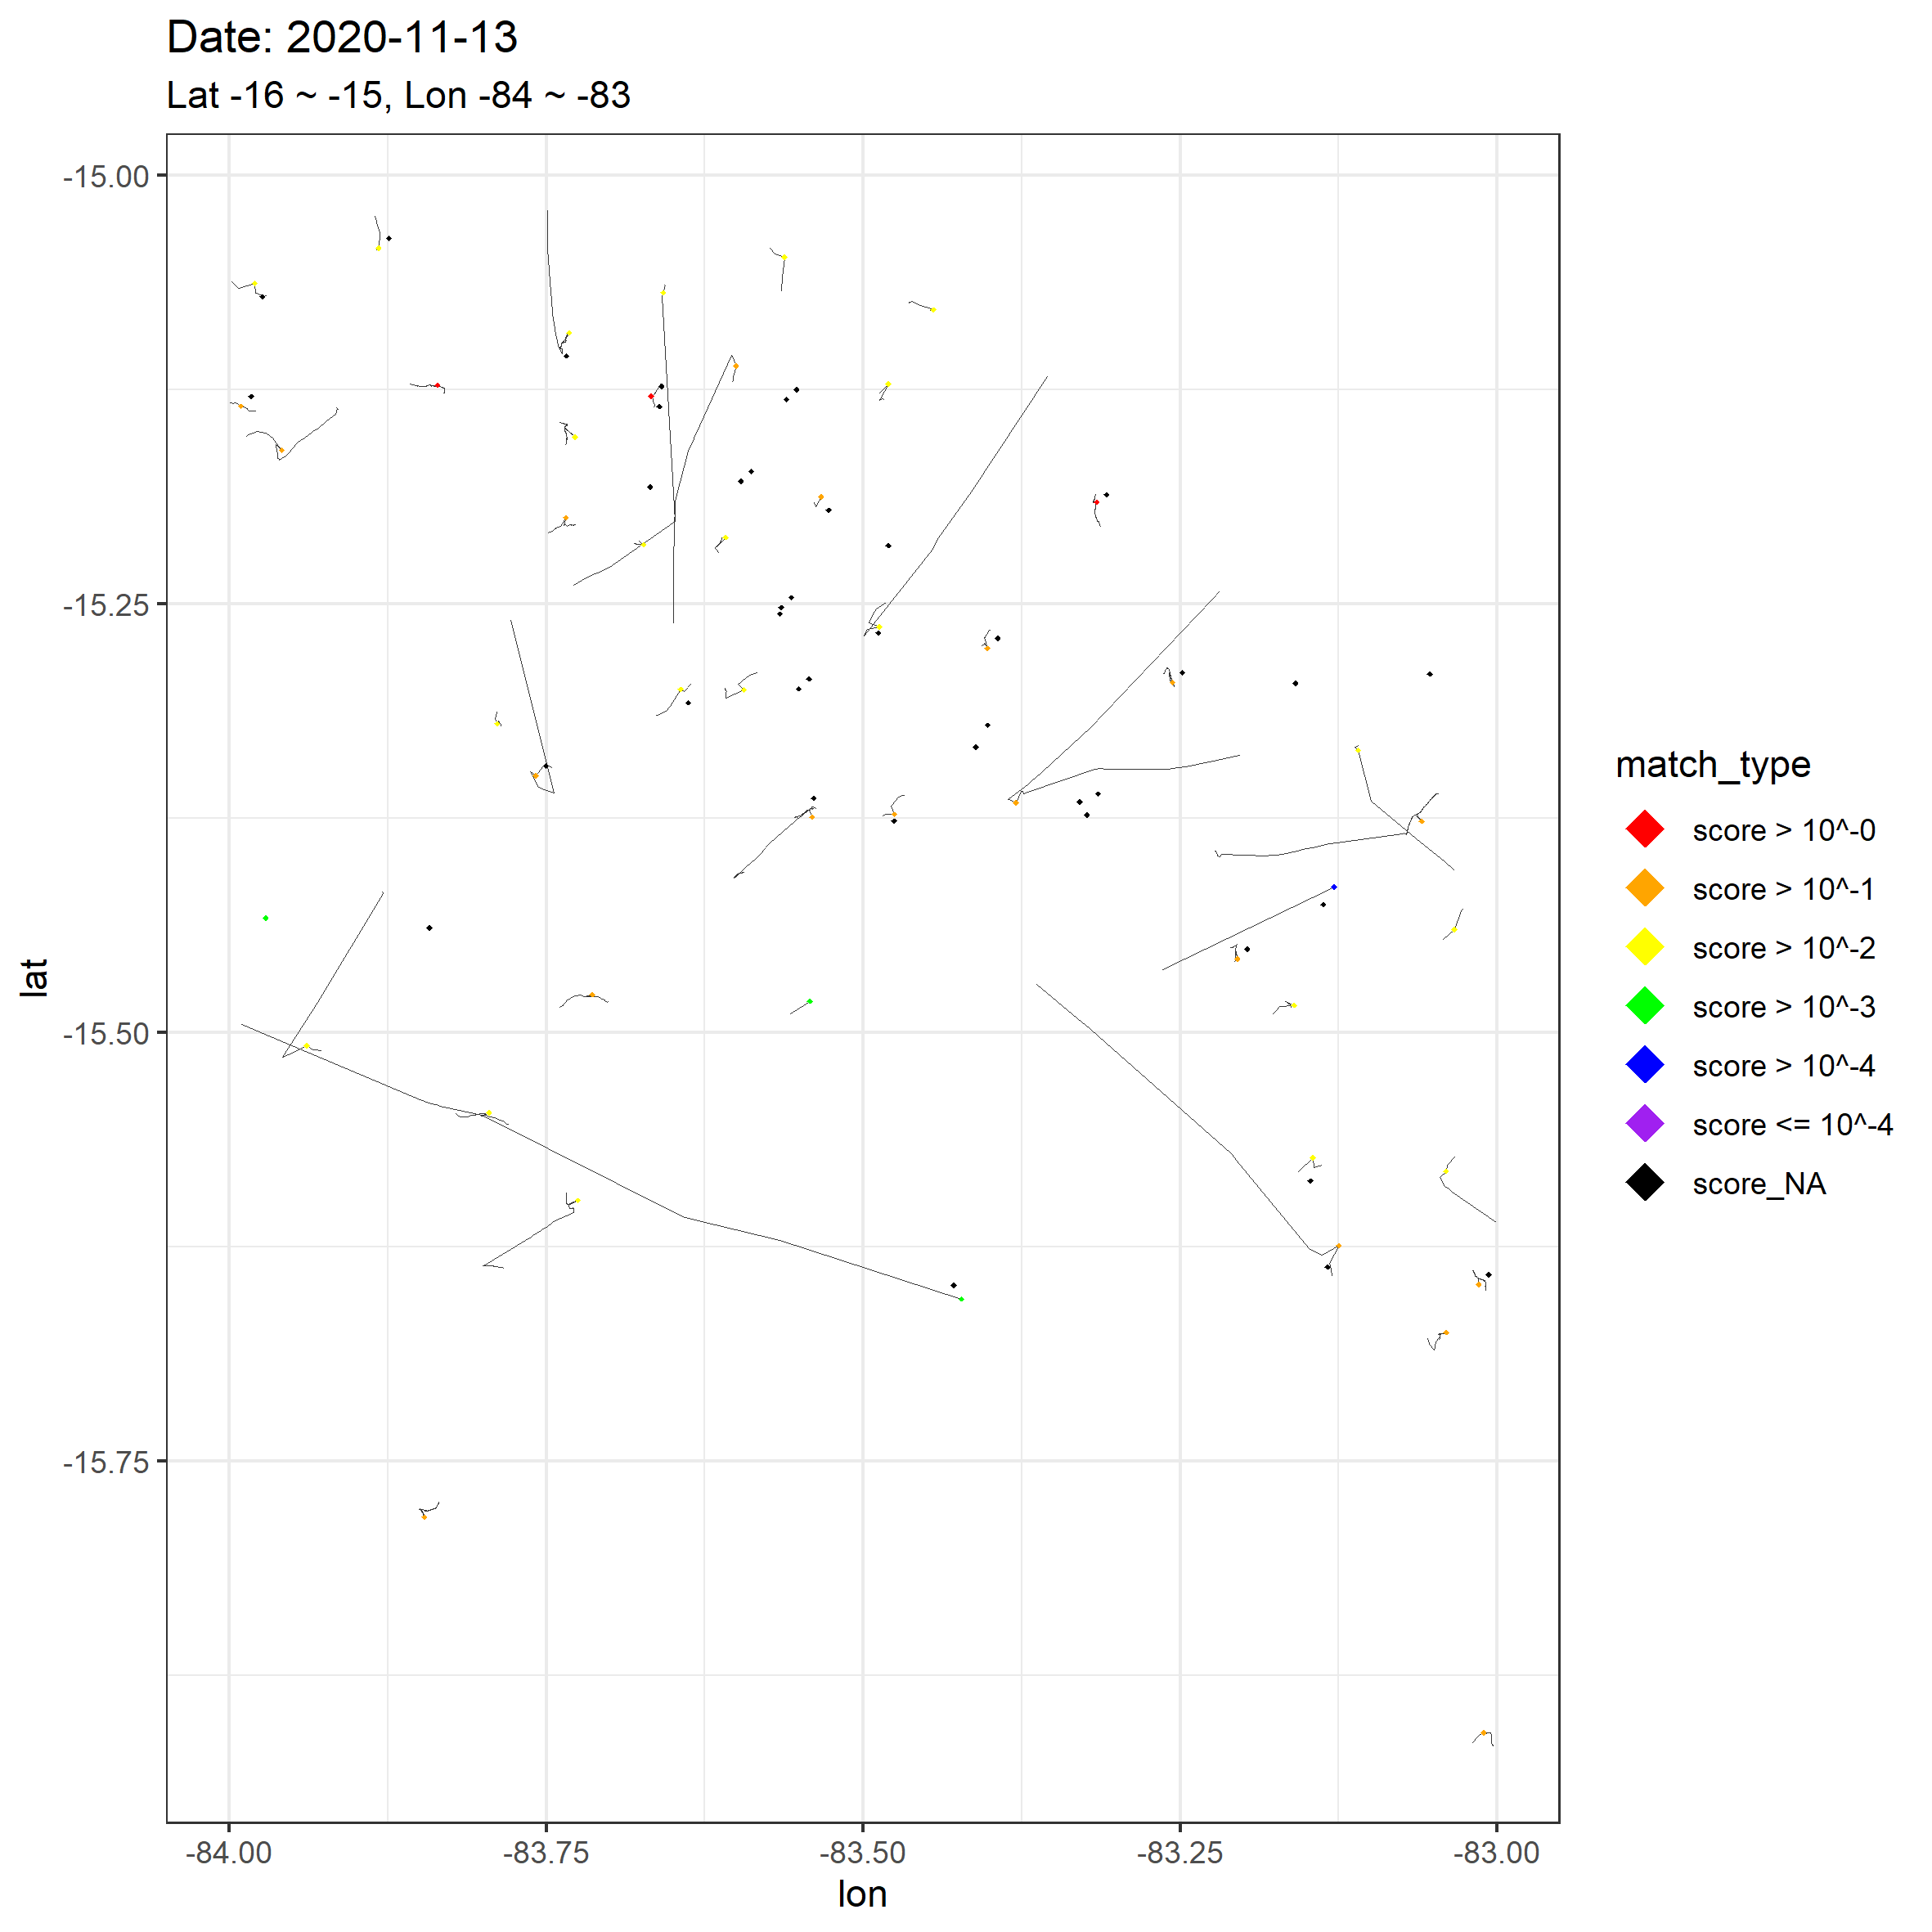 Date: 2020-11-13
Lat -16 ~ -15, Lon -84 ~ -83
-15.00
-15.25
-15.50
-15.75
lat
-84.00
-83.75
-83.50
-83.25
-83.00
lon
match_type
score > 10^-0
score > 10^-1
score > 10^-2
score > 10^-3
score > 10^-4
score <= 10^-4
score_NA